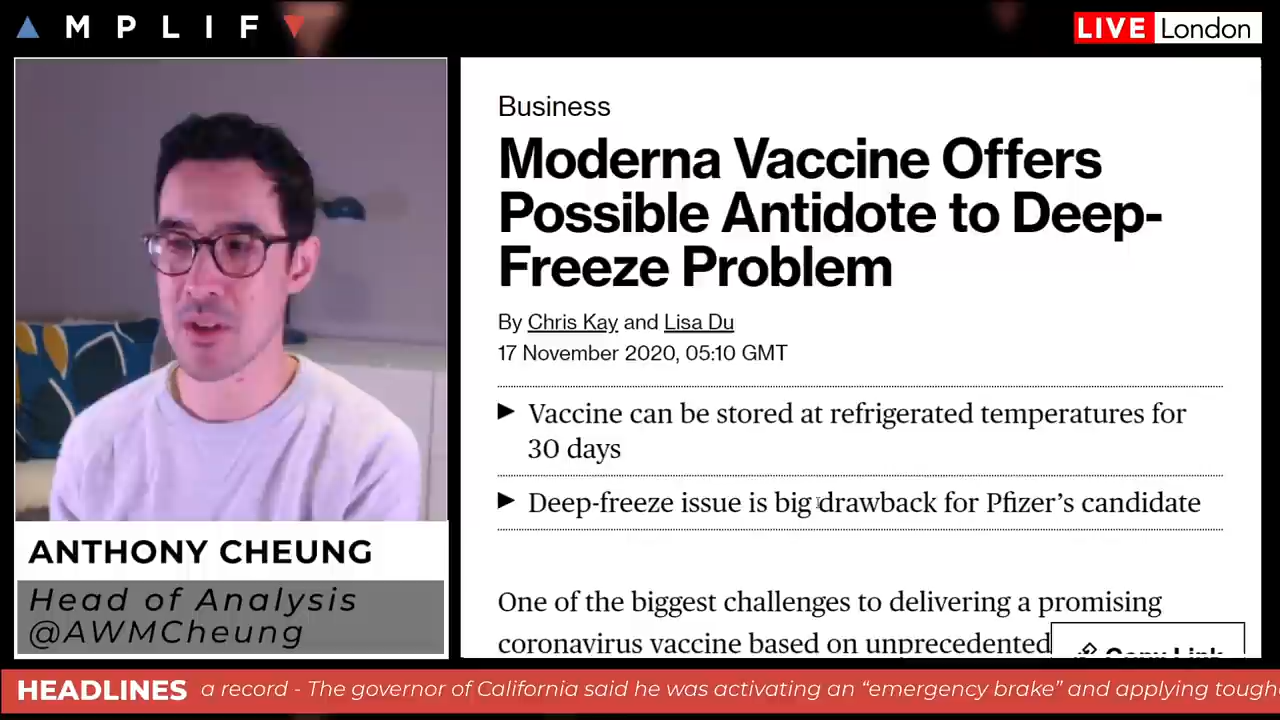 AMPLIFY
LIVE London
Business
Moderna Vaccine Offers
Possible Antidote to Deep-
Freeze Problem
By Chris Kay and Lisa Du
17 November 2020, 05:10 GMT
Vaccine can be stored at refrigerated temperatures for
30 days
Deep-freeze issue is big drawback for Pfizer’s candidate
One of the biggest challenges to delivering a promising
coronavirus vaccine based on unprecedented
Copy Link
ANTHONY CHEUNG
Head of Analysis
@AWMCheung
HEADLINES a record - The governor of California said he was activating an “emergency brake” and applying tough